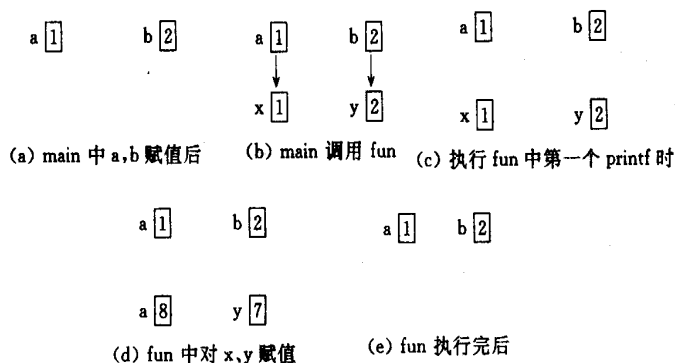 a 1 b 2
a 1 b 2
x 1 y 2
a 1 b 2
x 1 y 2
(a) main 中 a,b 赋值后
(b) main 调用 fun
(c) 执行 fun 中第一个 printf 时
a 1 b 2
a 8 y 7
a 1 b 2
(d) fun 中对 x,y 赋值
(e) fun 执行完后